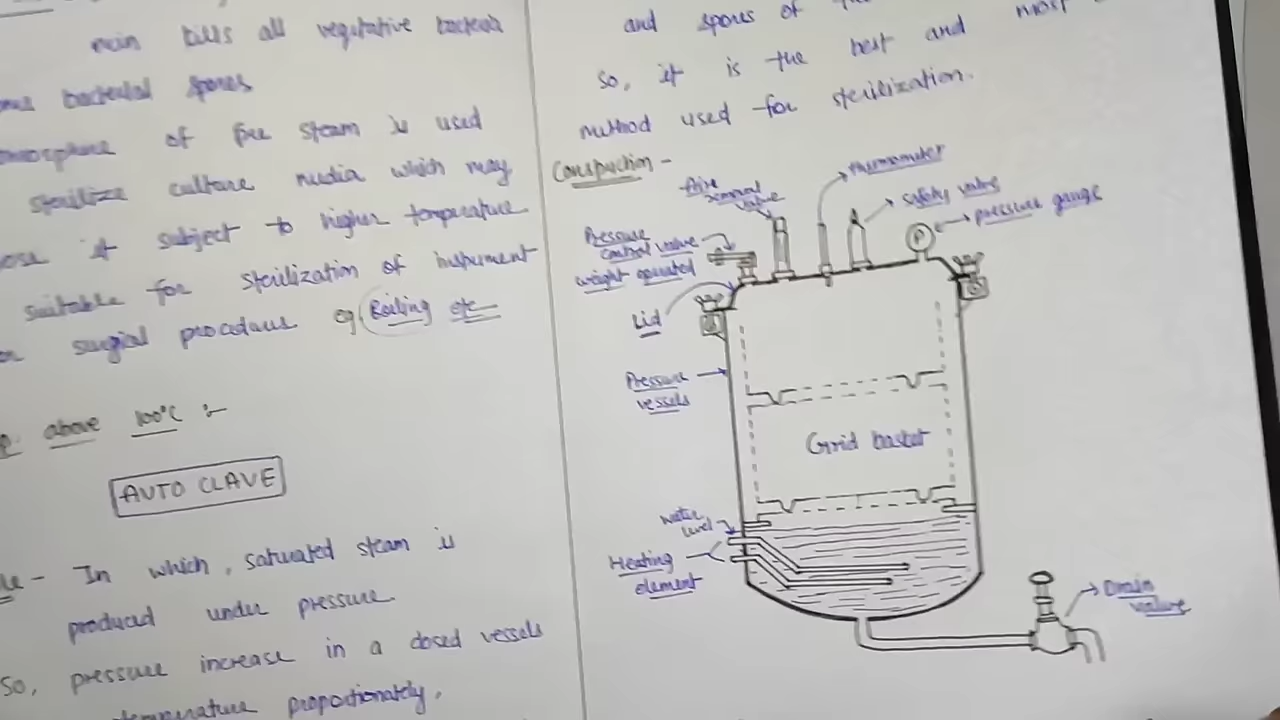 min kills all vegetative bacteria
bacterial spores
of free steam is used
sterilize culture media which may
if subject to higher temperature
suitable for sterilization of instrument
surgial procedaus eg, Boiling etc
above 100°C :-
AUTO CLAVE
In which, saturated steam is
produced under pressure
So, pressure increase in a closed vessels
temperature proportionately.
and spores of
So, it is the best and most
method used for sterilization.
Construction -
thermometer
safety valve
pressure gauge
Pressure
control valve
weight operated
Lid
Pressure
vessels
Grid basket
water
level
Heating
element
Drain
valve